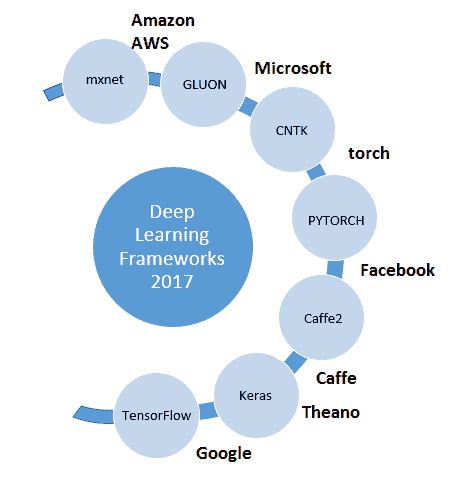 Amazon
AWS
mxnet
GLUON
Microsoft
CNTK
torch
PYTORCH
Facebook
Caffe2
Caffe
Theano
Keras
TensorFlow
Google
Deep
Learning
Frameworks
2017